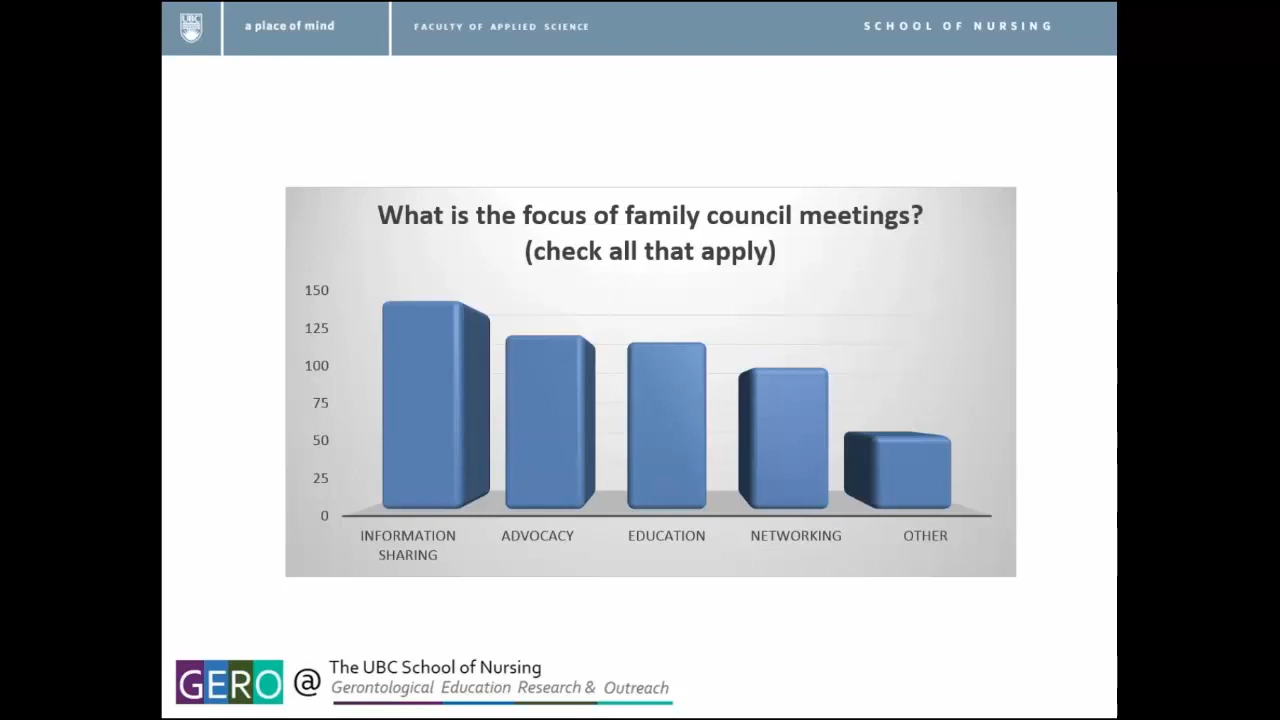 UBC
a place of mind
FACULTY OF APPLIED SCIENCE
SCHOOL OF NURSING
What is the focus of family council meetings?
(check all that apply)
150
125
100
75
50
25
0
INFORMATION
SHARING
ADVOCACY
EDUCATION
NETWORKING
OTHER
GERO @
The UBC School of Nursing
Gerontological Education Research & Outreach